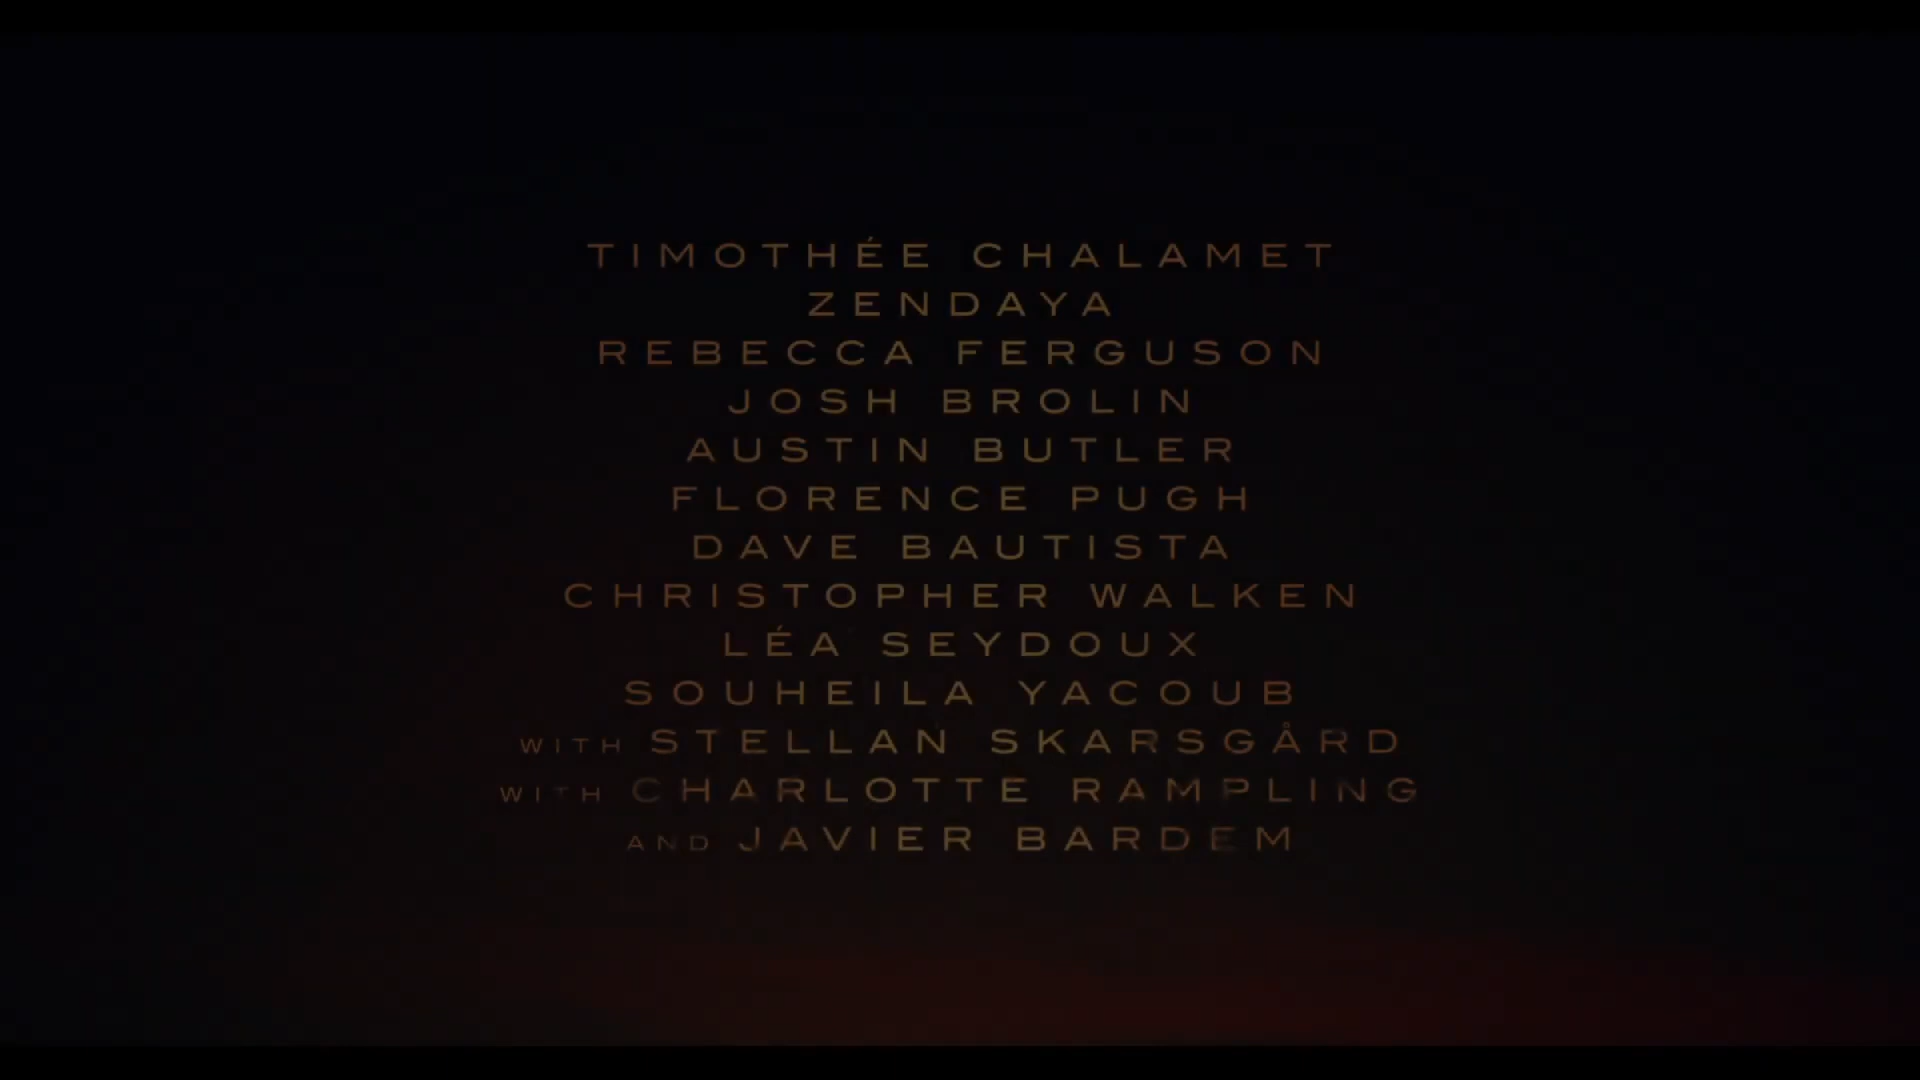 TIMOTHÉE CHALAMET
ZENDAYA
REBECCA FERGUSON
JOSH BROLIN
AUSTIN BUTLER
FLORENCE PUGH
DAVE BAUTISTA
CHRISTOPHER WALKEN
LÉA SEYDOUX
SOUHEILA YACOUB
WITH STELLAN SKARSGÅRD
WITH CHARLOTTE RAMPLING
AND JAVIER BARDEM